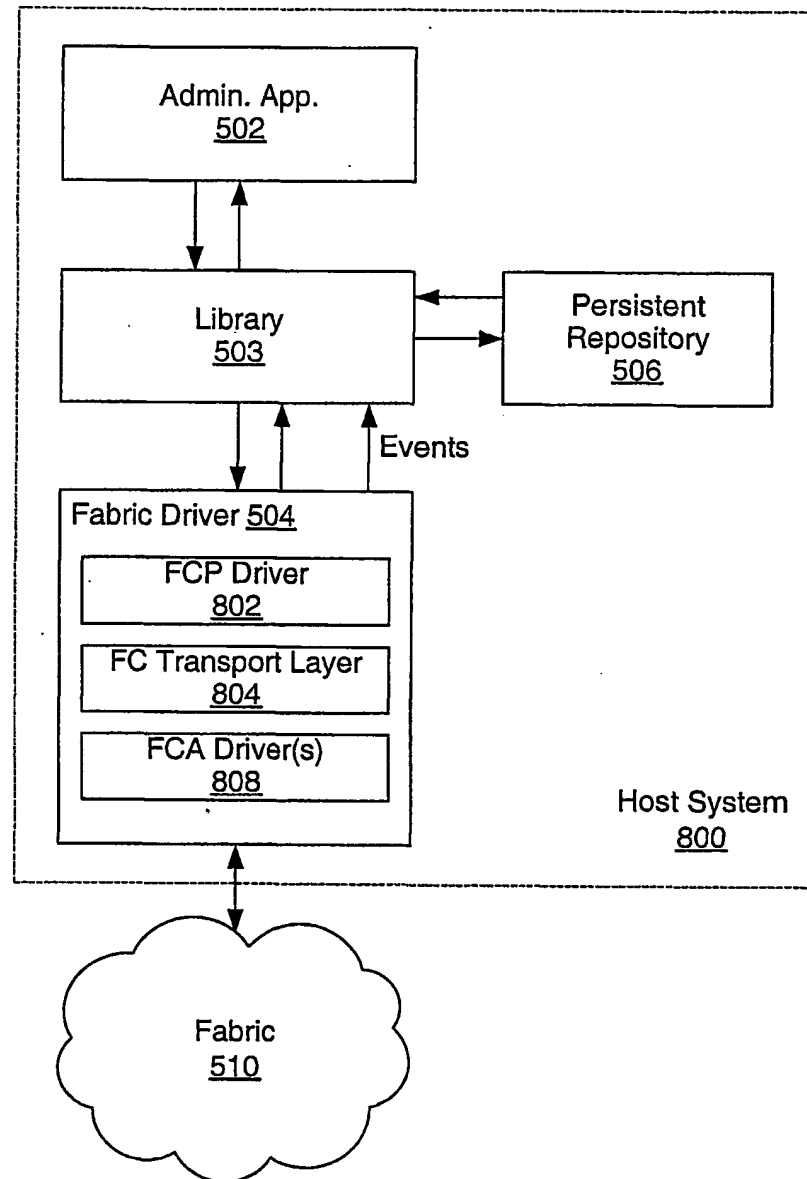 Admin. App.
502
Library
503
Persistent
Repository
506
Events
Fabric Driver 504
FCP Driver
802
FC Transport Layer
804
FCA Driver(s)
808
Host System
800
Fabric
510